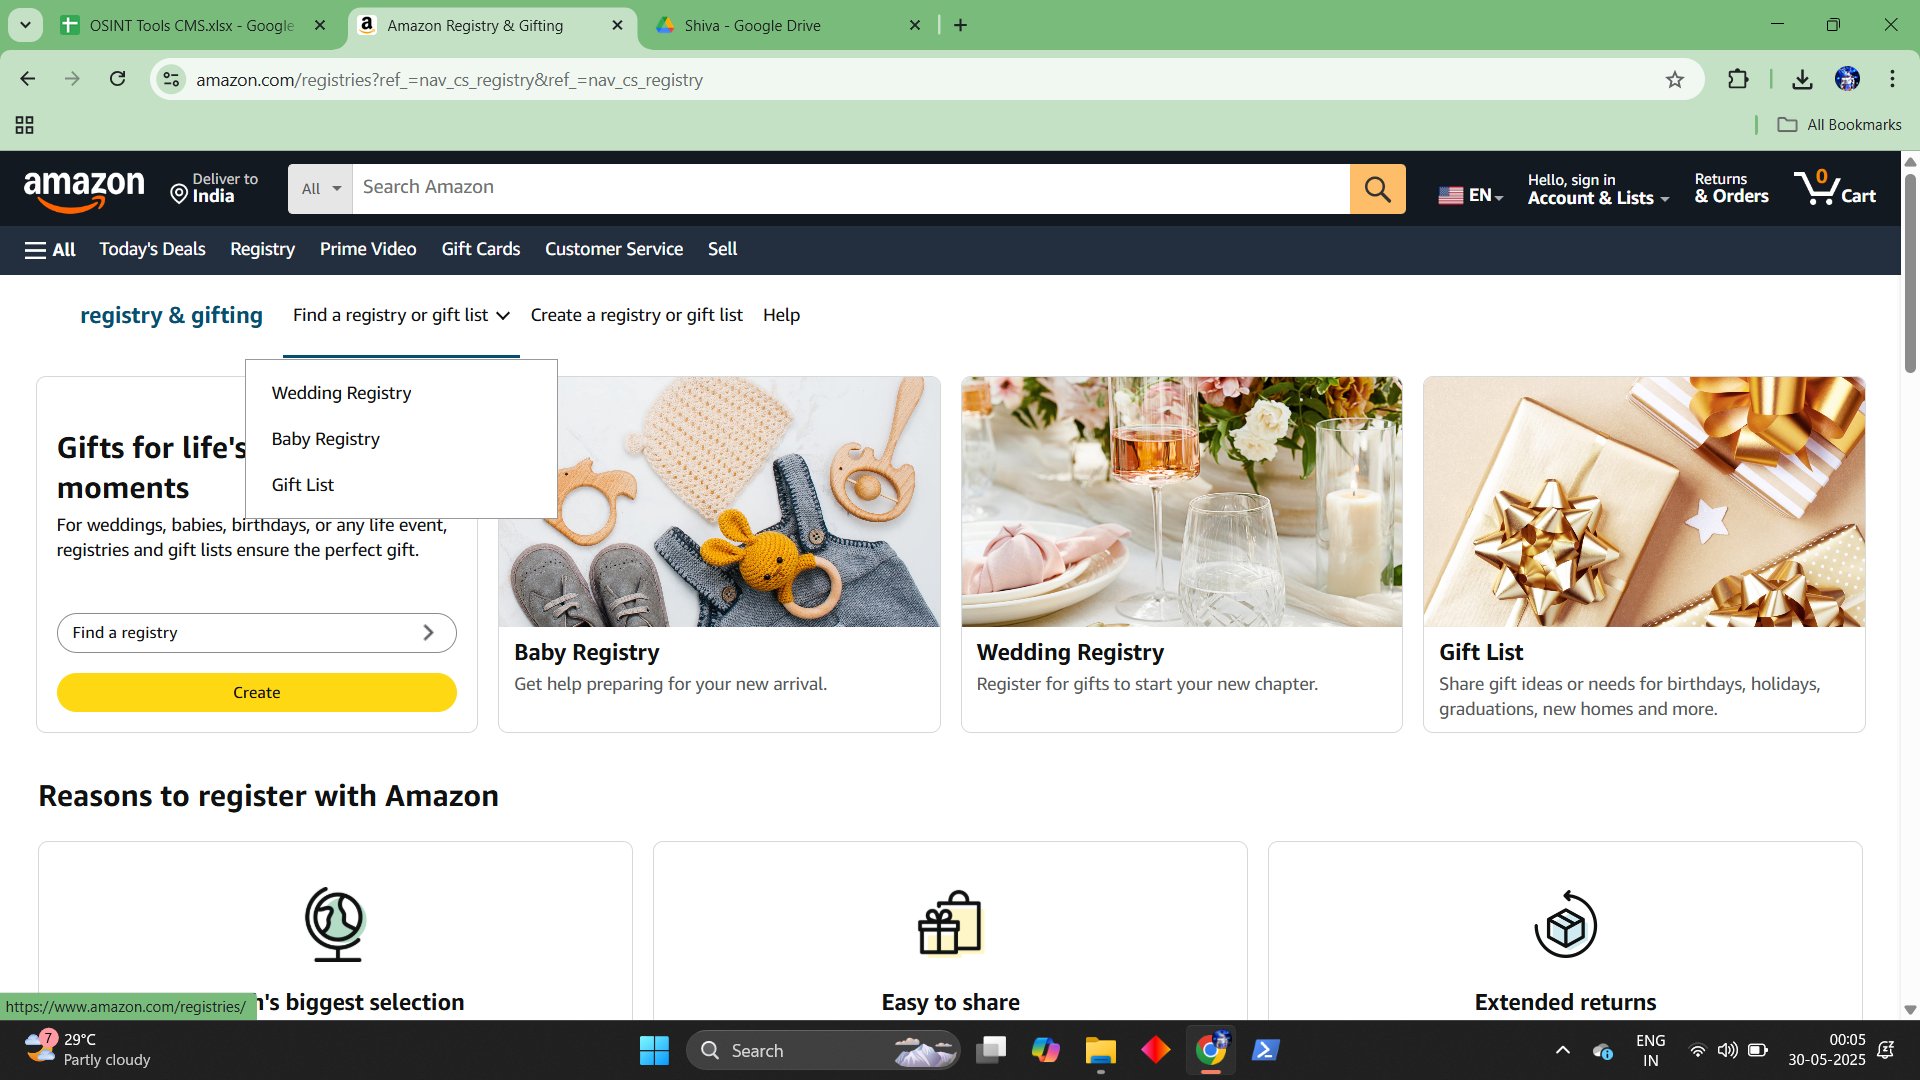 OSINT Tools CMS.xlsx - Google
Amazon Registry & Gifting
Shiva - Google Drive
amazon.com/registries?ref_=nav_cs_registry&ref_=nav_cs_registry
All Bookmarks
amazon
Deliver to
India
All
Search Amazon
EN
Hello, sign in
Account & Lists
Returns
& Orders
0
Cart
All
Today's Deals
Registry
Prime Video
Gift Cards
Customer Service
Sell
registry & gifting
Find a registry or gift list
Create a registry or gift list
Help
Wedding Registry
Baby Registry
Gift List
Gifts for life's
moments
For weddings, babies, birthdays, or any life event,
registries and gift lists ensure the perfect gift.
Find a registry
Create
Baby Registry
Get help preparing for your new arrival.
Wedding Registry
Register for gifts to start your new chapter.
Gift List
Share gift ideas or needs for birthdays, holidays,
graduations, new homes and more.
Reasons to register with Amazon
n's biggest selection
Easy to share
Extended returns
https://www.amazon.com/registries/
7
29°C
Partly cloudy
Search
ENG
IN
00:05
30-05-2025